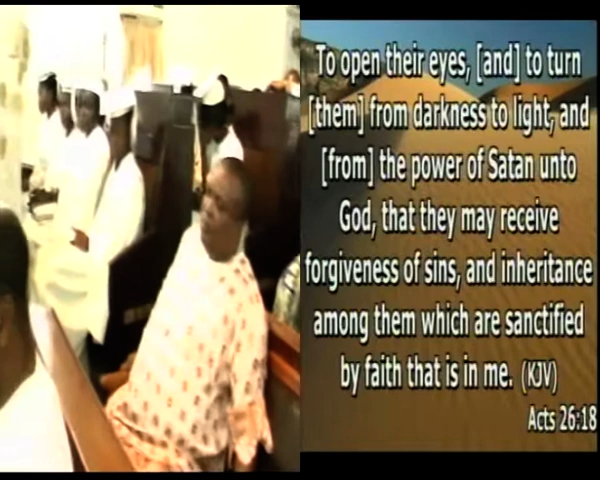 To open their eyes, [and] to turn
[them] from darkness to light, and
[from] the power of Satan unto
God, that they may receive
forgiveness of sins, and inheritance
among them which are sanctified
by faith that is in me. (KJV)
Acts 26:18